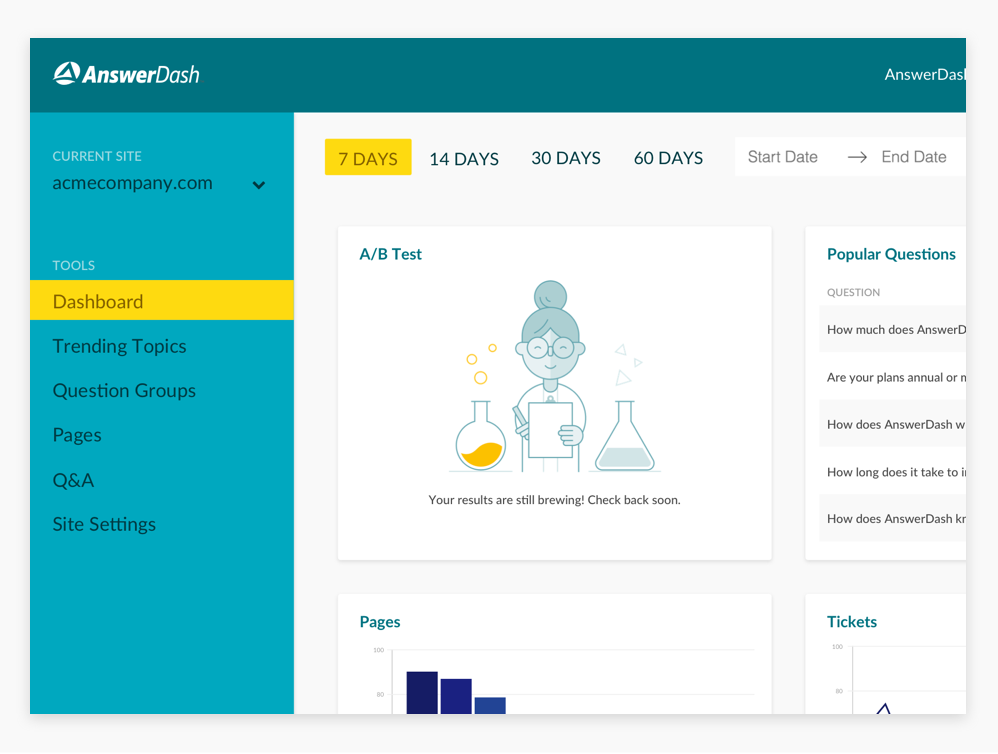 AnswerDash
CURRENT SITE
acmecompany.com
TOOLS
Dashboard
Trending Topics
Question Groups
Pages
Q&A
Site Settings
7 DAYS
14 DAYS
30 DAYS
60 DAYS
Start Date → End Date
A/B Test
Your results are still brewing! Check back soon.
Popular Questions
QUESTION
How much does
Are your plans annual or
How does AnswerDash
How long does it take to
How does AnswerDash
Pages
100
80
Tickets
100
80